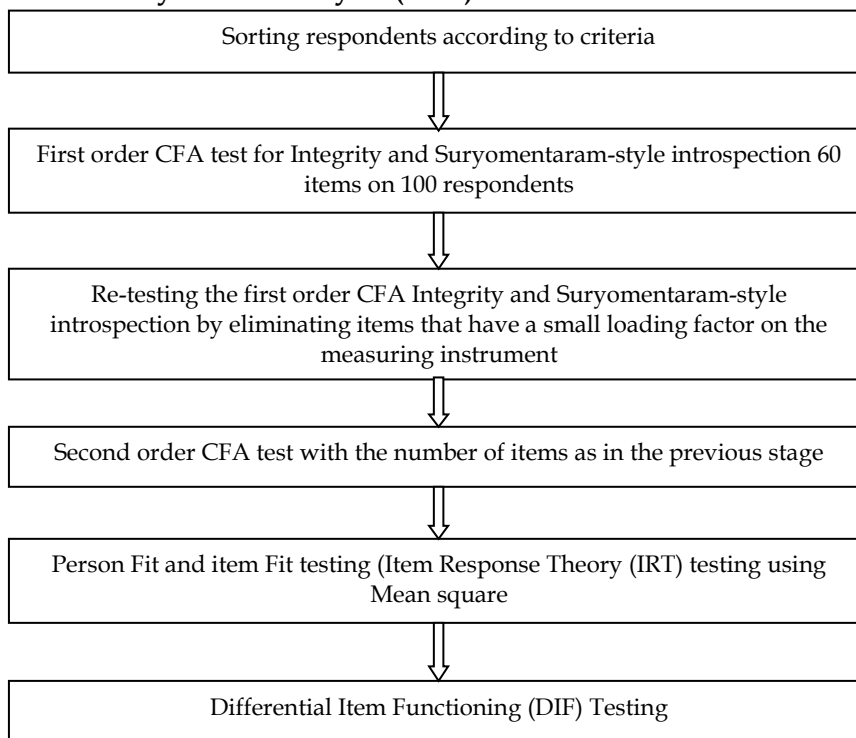 Sorting respondents according to criteria
First order CFA test for Integrity and Suryomentaram-style introspection 60
items on 100 respondents
Re-testing the first order CFA Integrity and Suryomentaram-style
introspection by eliminating items that have a small loading factor on the
measuring instrument
Second order CFA test with the number of items as in the previous stage
Person Fit and item Fit testing (Item Response Theory (IRT) testing using
Mean square
Differential Item Functioning (DIF) Testing